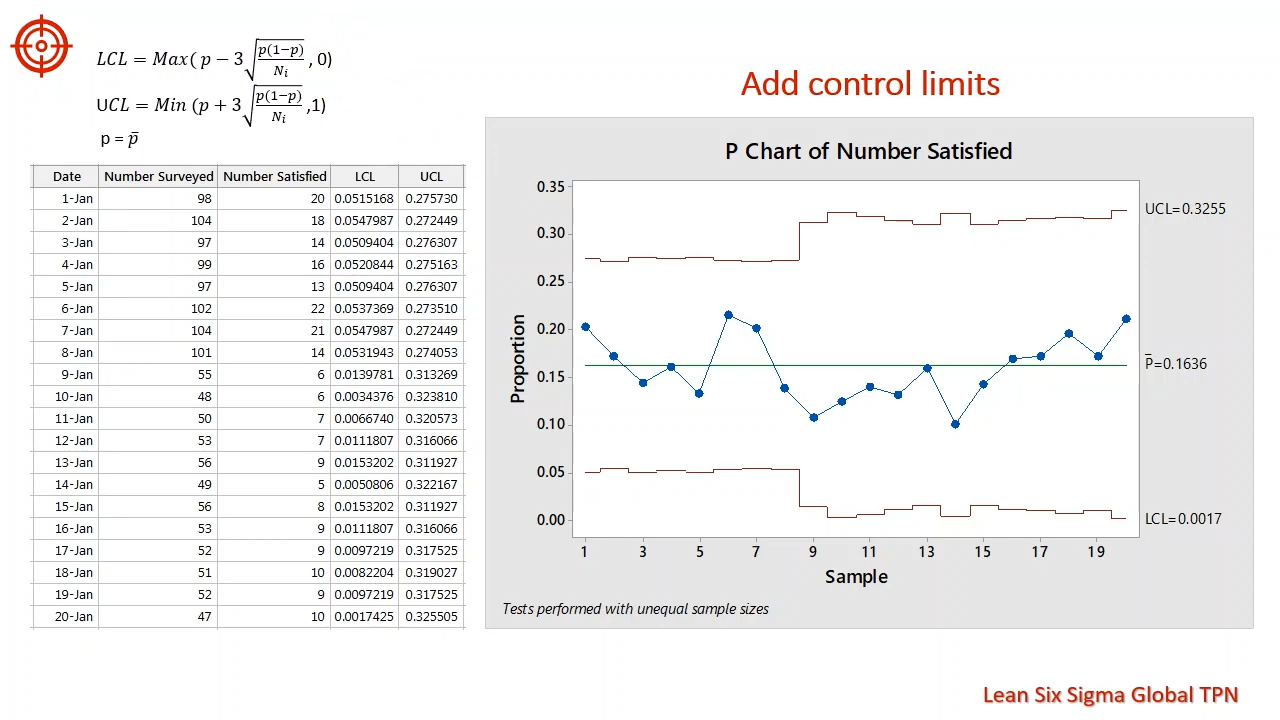 LCL = Max( p − 3√(p(1−p)/Nᵢ) , 0)
UCL = Min (p + 3√(p(1−p)/Nᵢ) ,1)
p = p̄
Add control limits
Date Number Surveyed Number Satisfied LCL UCL
1-Jan 98 20 0.0515168 0.275730
2-Jan 104 18 0.0547987 0.272449
3-Jan 97 14 0.0509404 0.276307
4-Jan 99 16 0.0520844 0.275163
5-Jan 97 13 0.0509404 0.276307
6-Jan 102 22 0.0537369 0.273510
7-Jan 104 21 0.0547987 0.272449
8-Jan 101 14 0.0531943 0.274053
9-Jan 55 6 0.0139781 0.313269
10-Jan 48 6 0.0034376 0.323810
11-Jan 50 7 0.0066740 0.320573
12-Jan 53 7 0.0111807 0.316066
13-Jan 56 9 0.0153202 0.311927
14-Jan 49 5 0.0050806 0.322167
15-Jan 56 8 0.0153202 0.311927
16-Jan 53 9 0.0111807 0.316066
17-Jan 52 9 0.0097219 0.317525
18-Jan 51 10 0.0082204 0.319027
19-Jan 52 9 0.0097219 0.317525
20-Jan 47 10 0.0017425 0.325505
P Chart of Number Satisfied
Proportion
0.35
0.30
0.25
0.20
0.15
0.10
0.05
0.00
UCL=0.3255
P̄=0.1636
LCL=0.0017
1 3 5 7 9 11 13 15 17 19
Sample
Tests performed with unequal sample sizes
Lean Six Sigma Global TPN